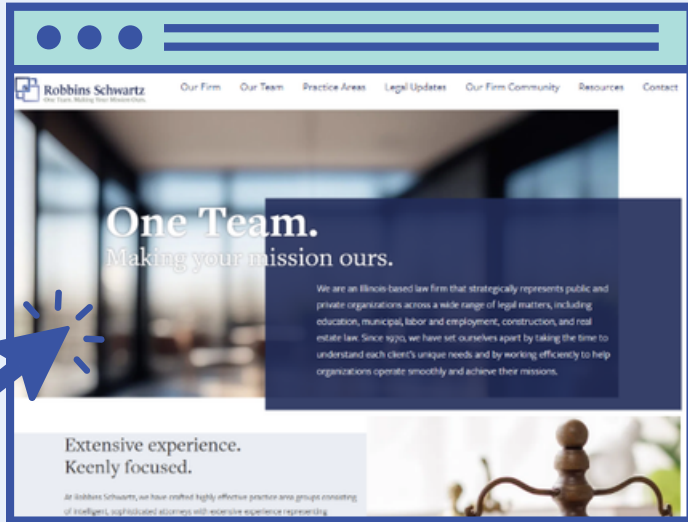 Robbins Schwartz
One Team. Making Your Mission Ours.
Our Firm Our Team Practice Areas Legal Updates Our Firm Community Resources Contact
One Team.
Making your mission ours.
We are an Illinois-based law firm that strategically represents public and
private organizations across a wide range of legal matters, including
education, municipal, labor and employment, construction, and real
estate law. Since 1970, we have set ourselves apart by taking the time to
understand each client's unique needs and by working efficiently to help
organizations operate smoothly and achieve their missions.
Extensive experience.
Keenly focused.
At Robbins Schwartz, we have crafted highly effective practice area groups consisting
of intelligent, sophisticated attorneys with extensive experience representing